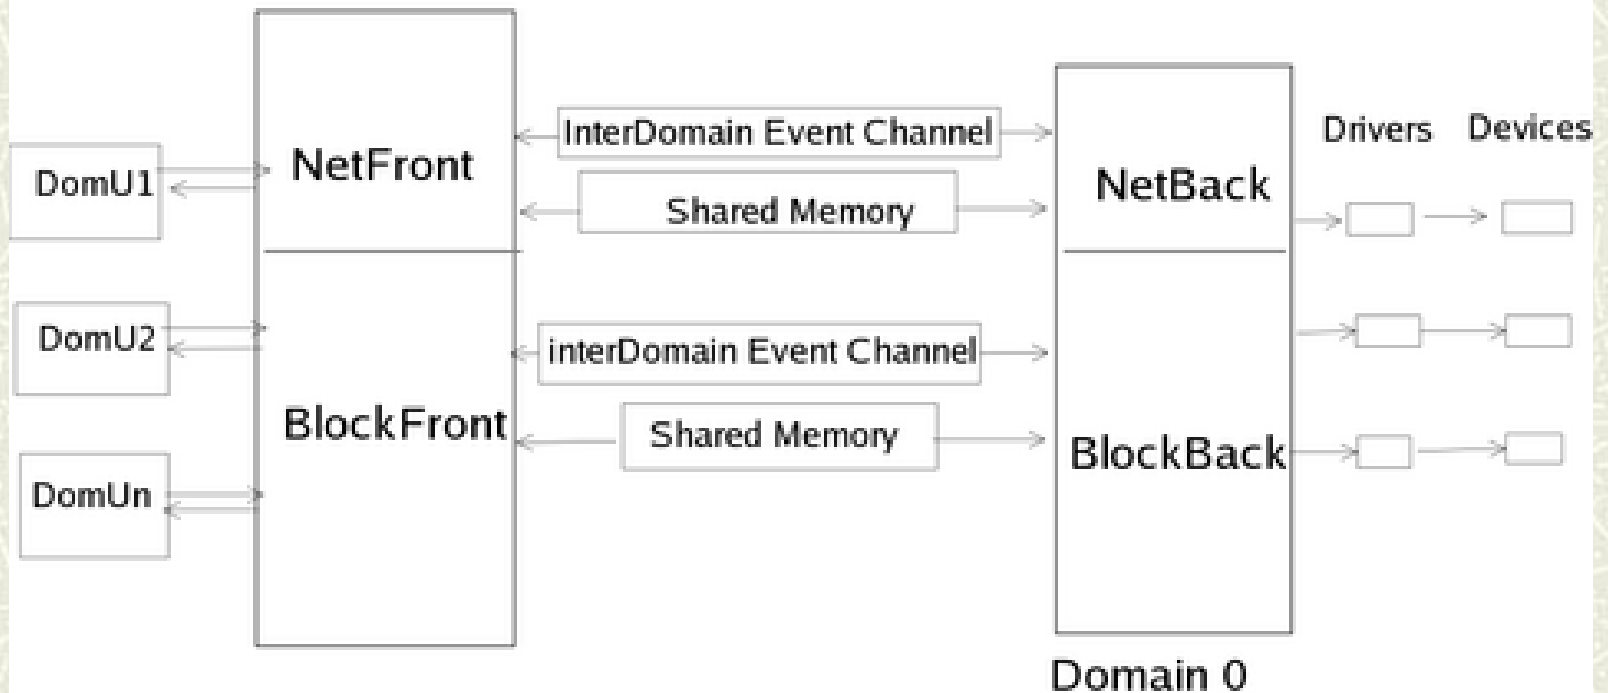 InterDomain Event Channel
Drivers Devices
NetFront
DomU1
NetBack
Shared Memory
DomU2
interDomain Event Channel
BlockFront
Shared Memory
BlockBack
DomUn
Domain 0